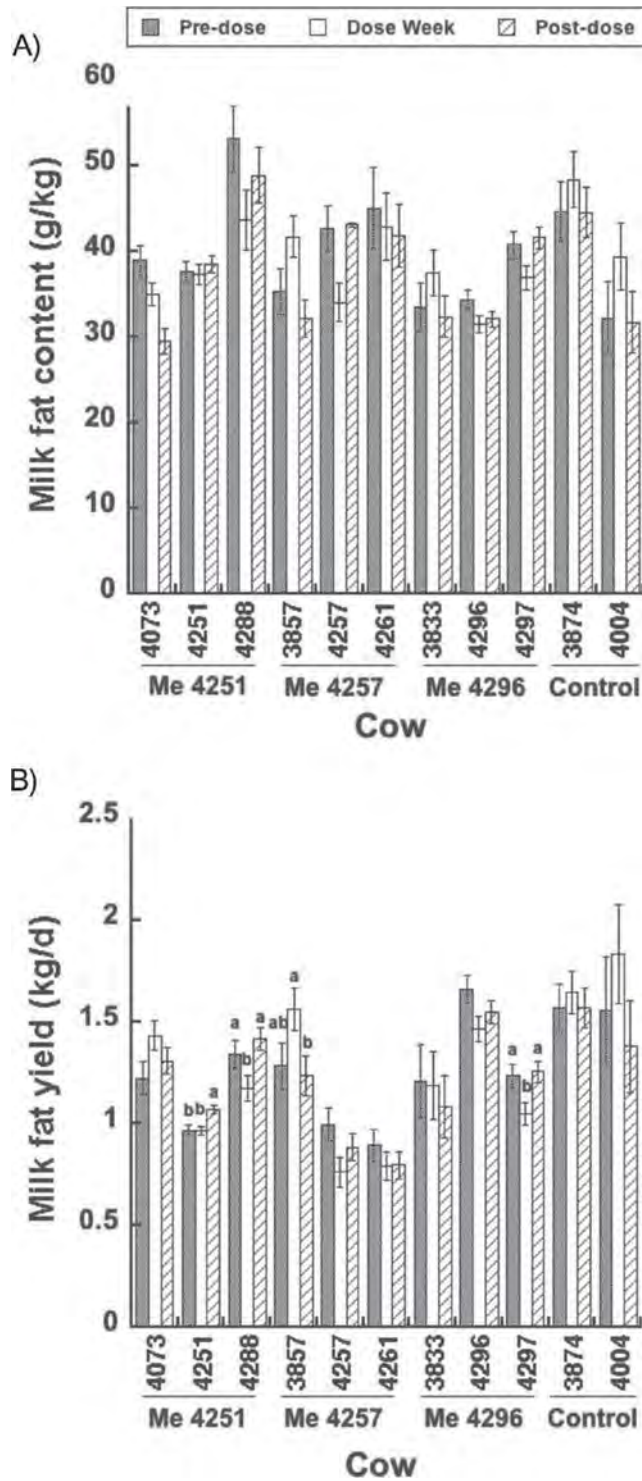 Pre-dose Dose Week Post-dose
A)
60
50
40
30
20
10
0
Milk fat content (g/kg)
4073 4251 4288 3857 4257 4261 3833 4296 4297 3874 4004
Me 4251 Me 4257 Me 4296 Control
Cow
B)
2.5
2
1.5
1
0.5
0
Milk fat yield (kg/d)
b b a
a b a
ab a b
a b a
4073 4251 4288 3857 4257 4261 3833 4296 4297 3874 4004
Me 4251 Me 4257 Me 4296 Control
Cow